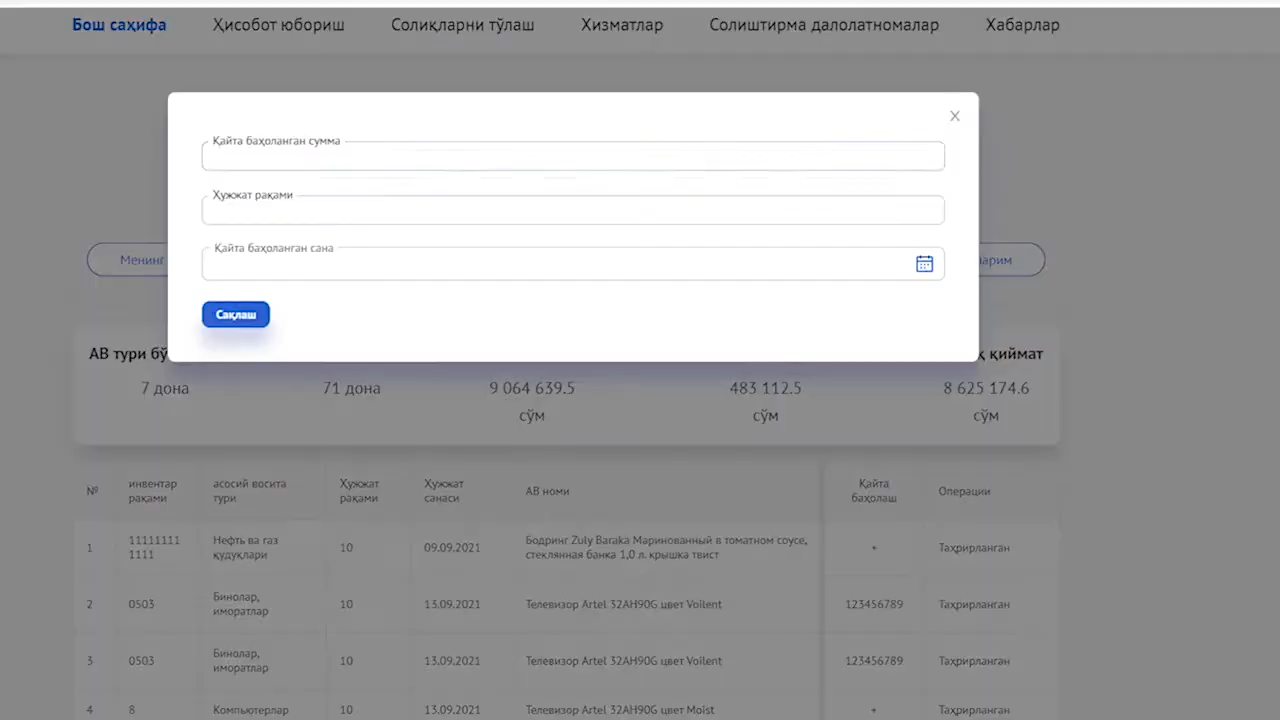 Бош саҳифа Ҳисобот юбориш Солиқларни тўлаш Хизматлар Солиштирма далолатномалар Хабарлар
X
Қайта баҳоланган сумма
Ҳужжат рақами
Қайта баҳоланган сана
Менинг
Сақлаш
АВ тури қиймат
7 дона 71 дона 9 064 639.5 483 112.5 8 625 174.6
сўм сўм сўм
№ инвентар рақами асосий восита тури Ҳужжат рақами Ҳужжат санаси АВ номи Қайта баҳолаш Операции
1 11111111 Нефть ва газ 10 09.09.2021 Бодринг Zuly Baraka Маринованный в томатном соусе, + Таҳрирланган
1111 қудуқлари стеклянная банка 1,0 л. крышка твист
2 0503 Бинолар, 10 13.09.2021 Телевизор Artel 32AH90G цвет Voilent 123456789 Таҳрирланган
иморатлар
3 0503 Бинолар, 10 13.09.2021 Телевизор Artel 32AH90G цвет Voilent 123456789 Таҳрирланган
иморатлар
4 8 Компьютерлар 10 13.09.2021 Телевизор Artel 32AH90G цвет Moist + Таҳрирланган